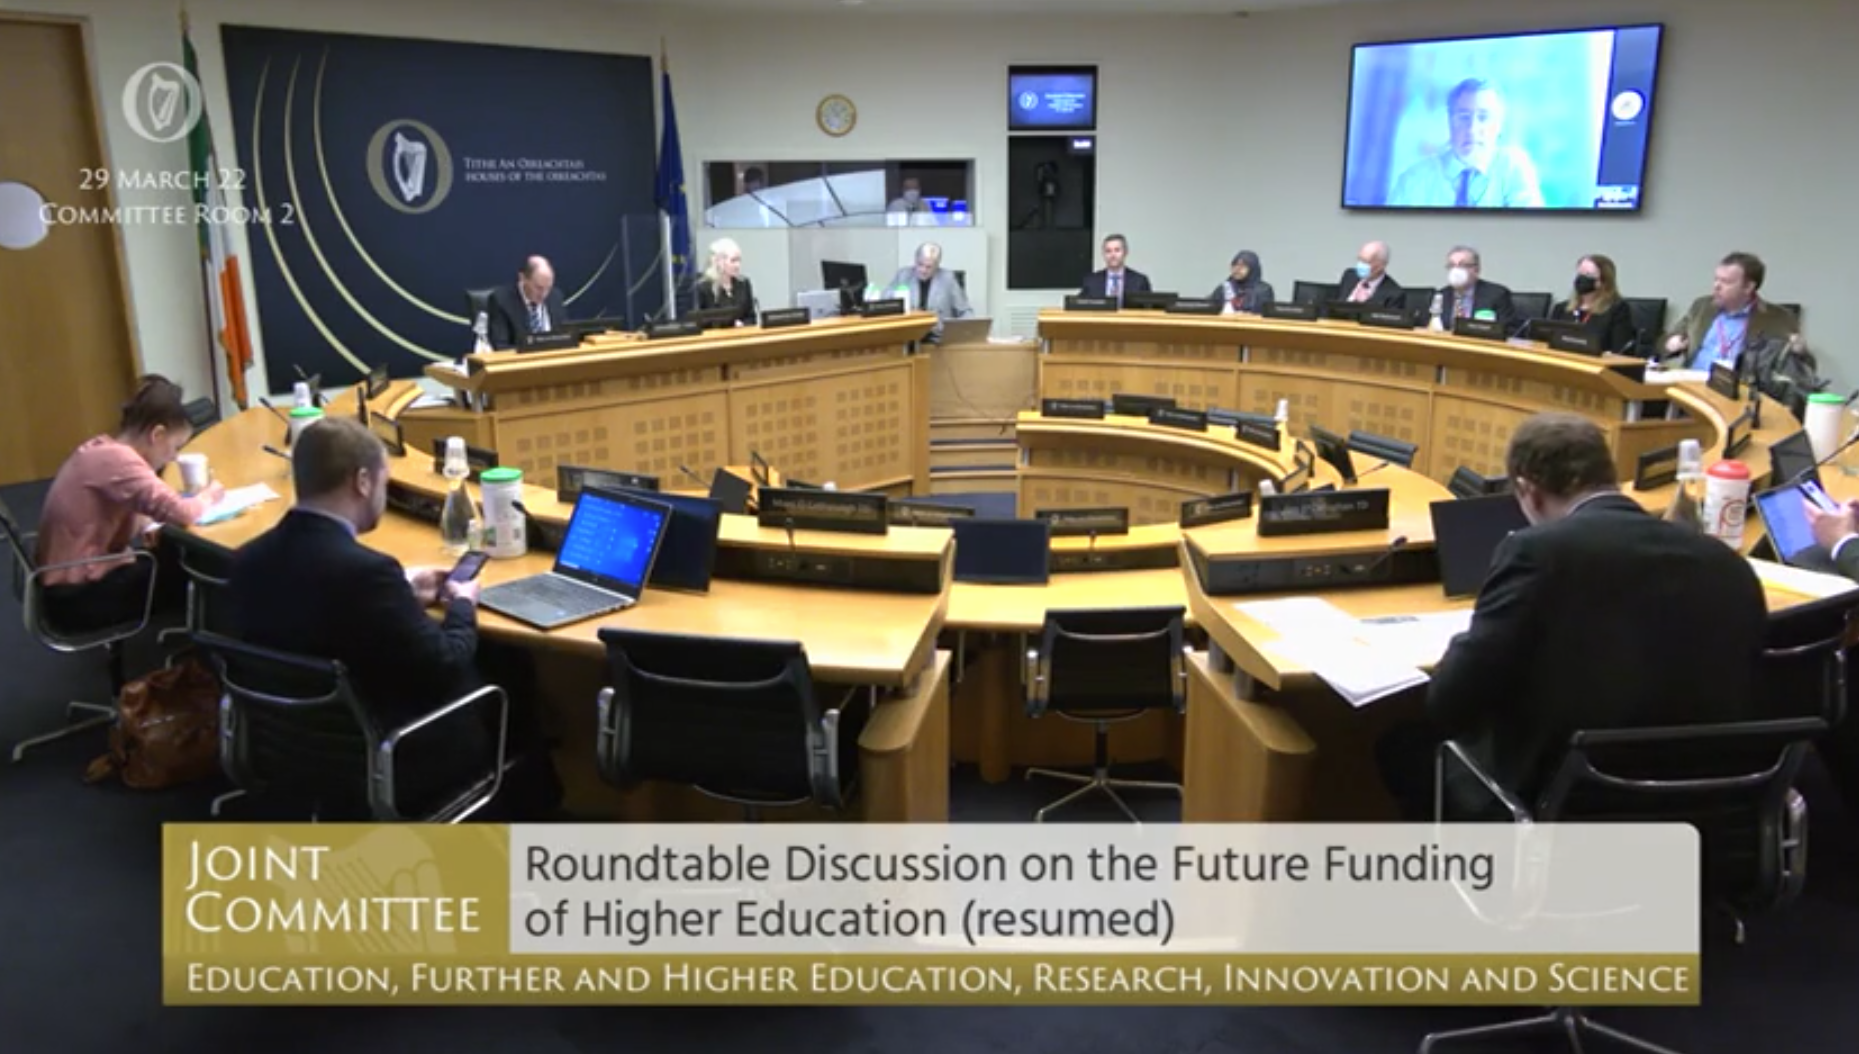 29 March 22
Committee Room 2
Tithe An Oireachtais
Houses of the Oireachtas
Joint
Committee
Roundtable Discussion on the Future Funding
of Higher Education (resumed)
Education, Further and Higher Education, Research, Innovation and Science